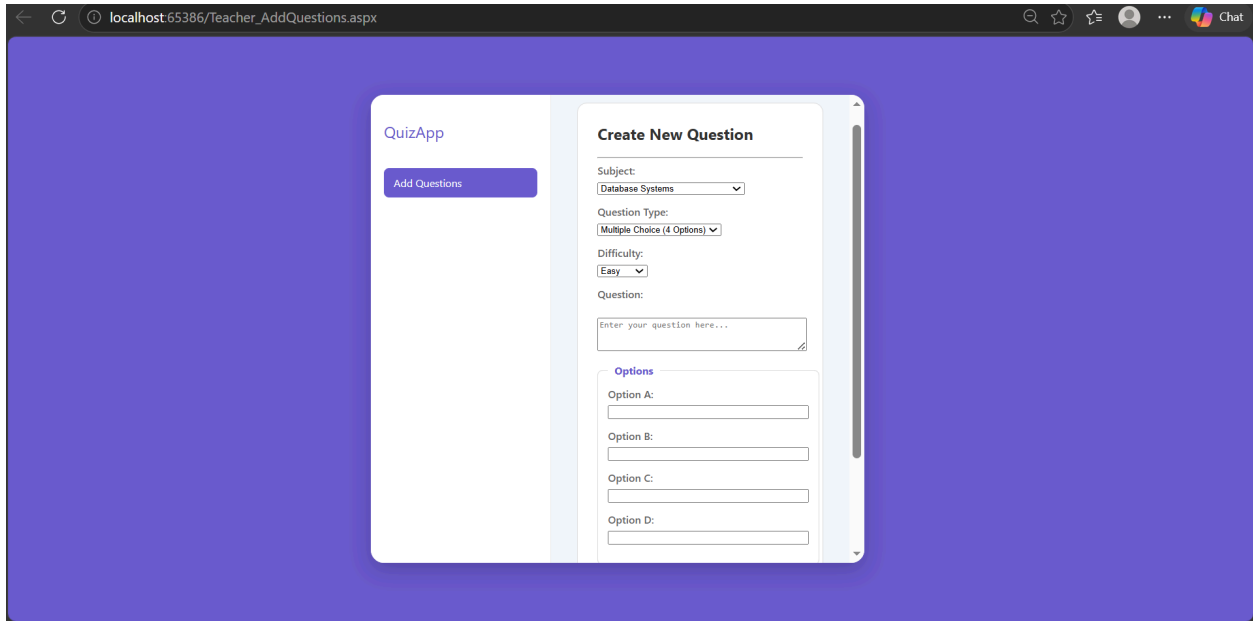 localhost:65386/Teacher_AddQuestions.aspx
Chat
QuizApp
Add Questions
Create New Question
Subject:
Database Systems
Question Type:
Multiple Choice (4 Options)
Difficulty:
Easy
Question:
Enter your question here...
Options
Option A:
Option B:
Option C:
Option D: